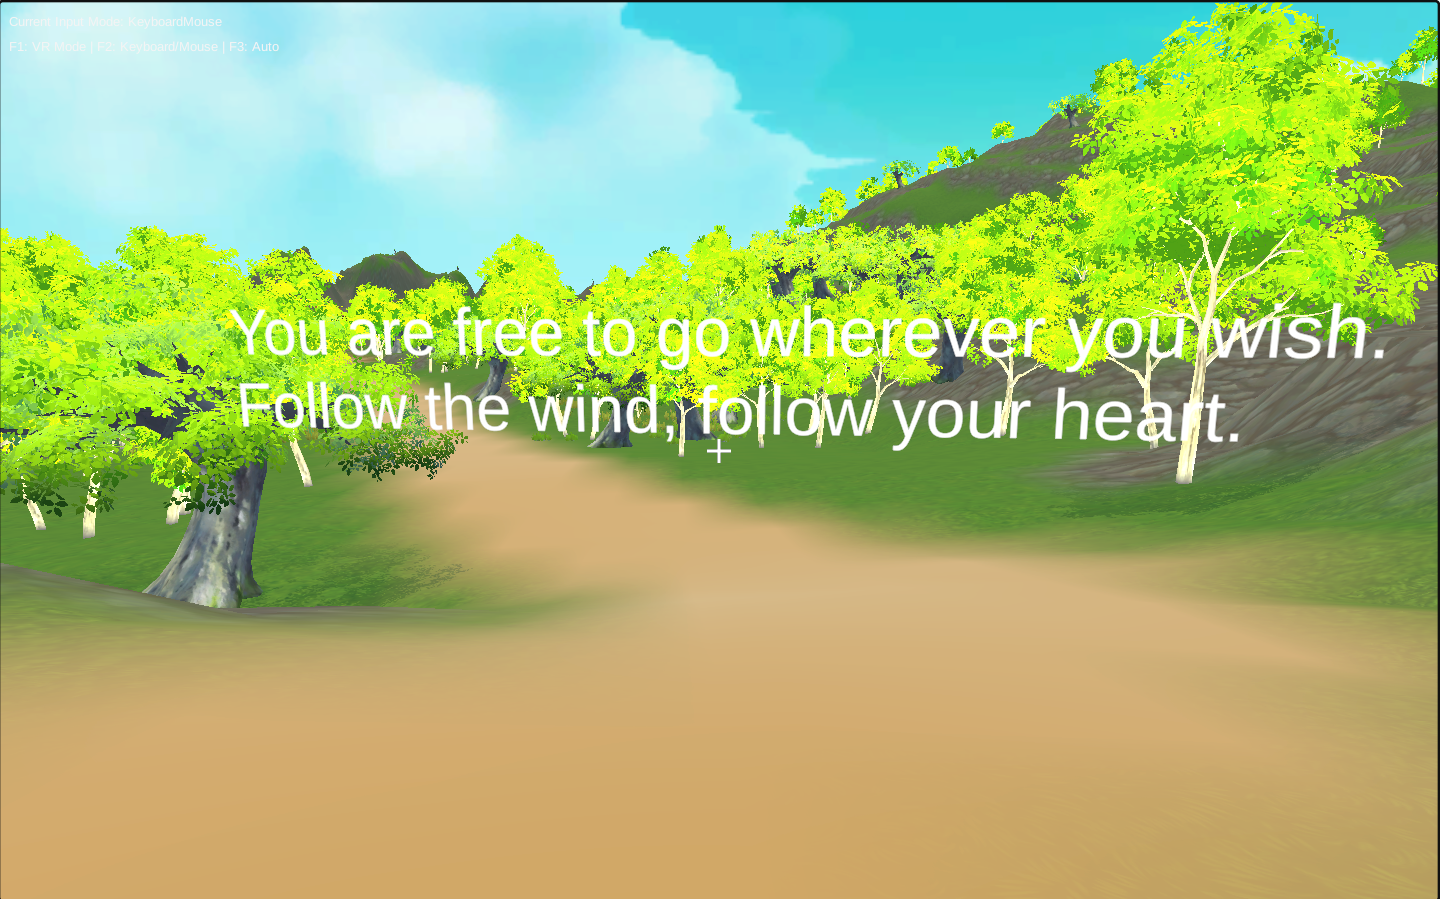 Current Input Mode: KeyboardMouse
F1: VR Mode | F2: Keyboard/Mouse | F3: Auto
You are free to go wherever you wish.
Follow the wind, follow your heart.